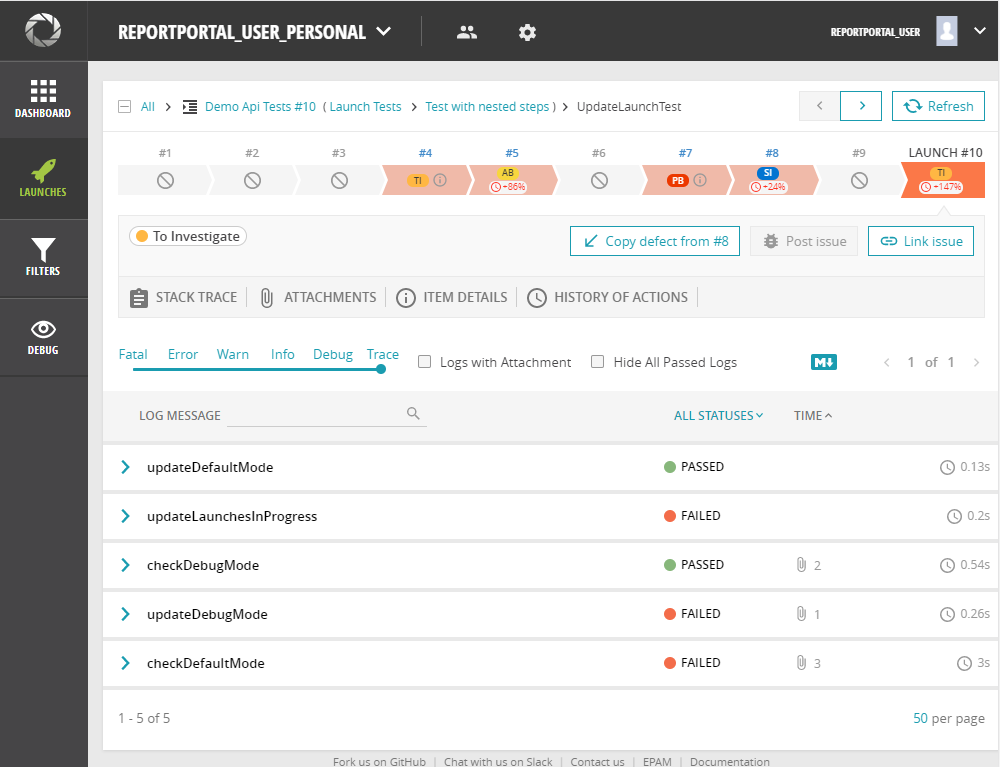 REPORTPORTAL_USER_PERSONAL REPORTPORTAL_USER
DASHBOARD
LAUNCHES
FILTERS
DEBUG
All Demo Api Tests #10 ( Launch Tests > Test with nested steps ) > UpdateLaunchTest < > Refresh
#1 #2 #3 #4 #5 #6 #7 #8 #9 LAUNCH #10
TI AB PB SI TI
+86% +24% +147%
To Investigate Copy defect from #8 Post issue Link issue
STACK TRACE ATTACHMENTS ITEM DETAILS HISTORY OF ACTIONS
Fatal Error Warn Info Debug Trace Logs with Attachment Hide All Passed Logs M < 1 of 1 >
LOG MESSAGE ALL STATUSES TIME
updateDefaultMode PASSED 0.13s
updateLaunchesInProgress FAILED 0.2s
checkDebugMode PASSED 2 0.54s
updateDebugMode FAILED 1 0.26s
checkDefaultMode FAILED 3 3s
1 - 5 of 5 50 per page
Fork us on GitHub | Chat with us on Slack | Contact us | EPAM | Documentation